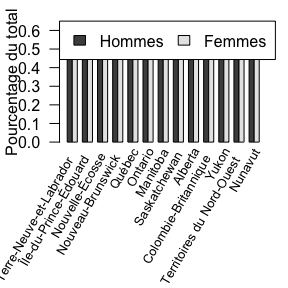 Pourcentage du total
0.6
0.5
0.4
0.3
0.2
0.1
0.0
Hommes
Femmes
Terre-Neuve-et-Labrador
Île-du-Prince-Édouard
Nouvelle-Écosse
Nouveau-Brunswick
Québec
Ontario
Manitoba
Saskatchewan
Alberta
Colombie-Britannique
Yukon
Territoires du Nord-Ouest
Nunavut